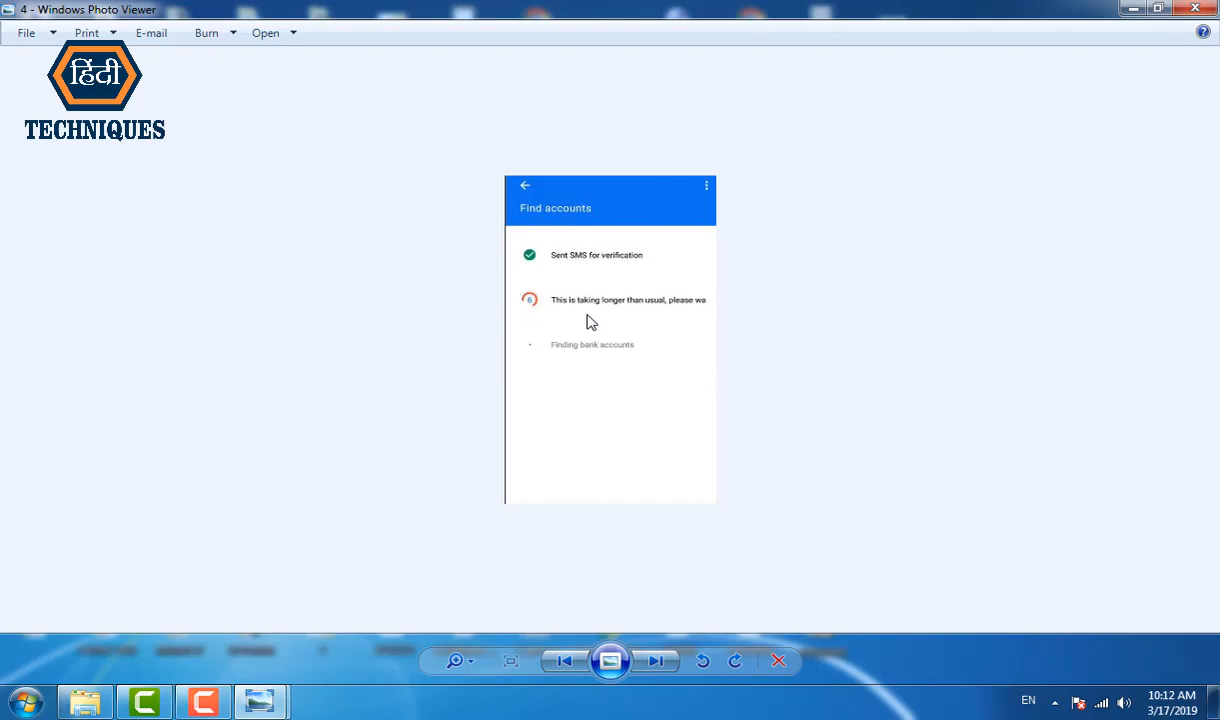 4 - Windows Photo Viewer
File Print E-mail Burn Open
हिंदी
TECHNIQUES
Find accounts
Sent SMS for verification
6 This is taking longer than usual, please wa
Finding bank accounts
EN
10:12 AM
3/17/2019